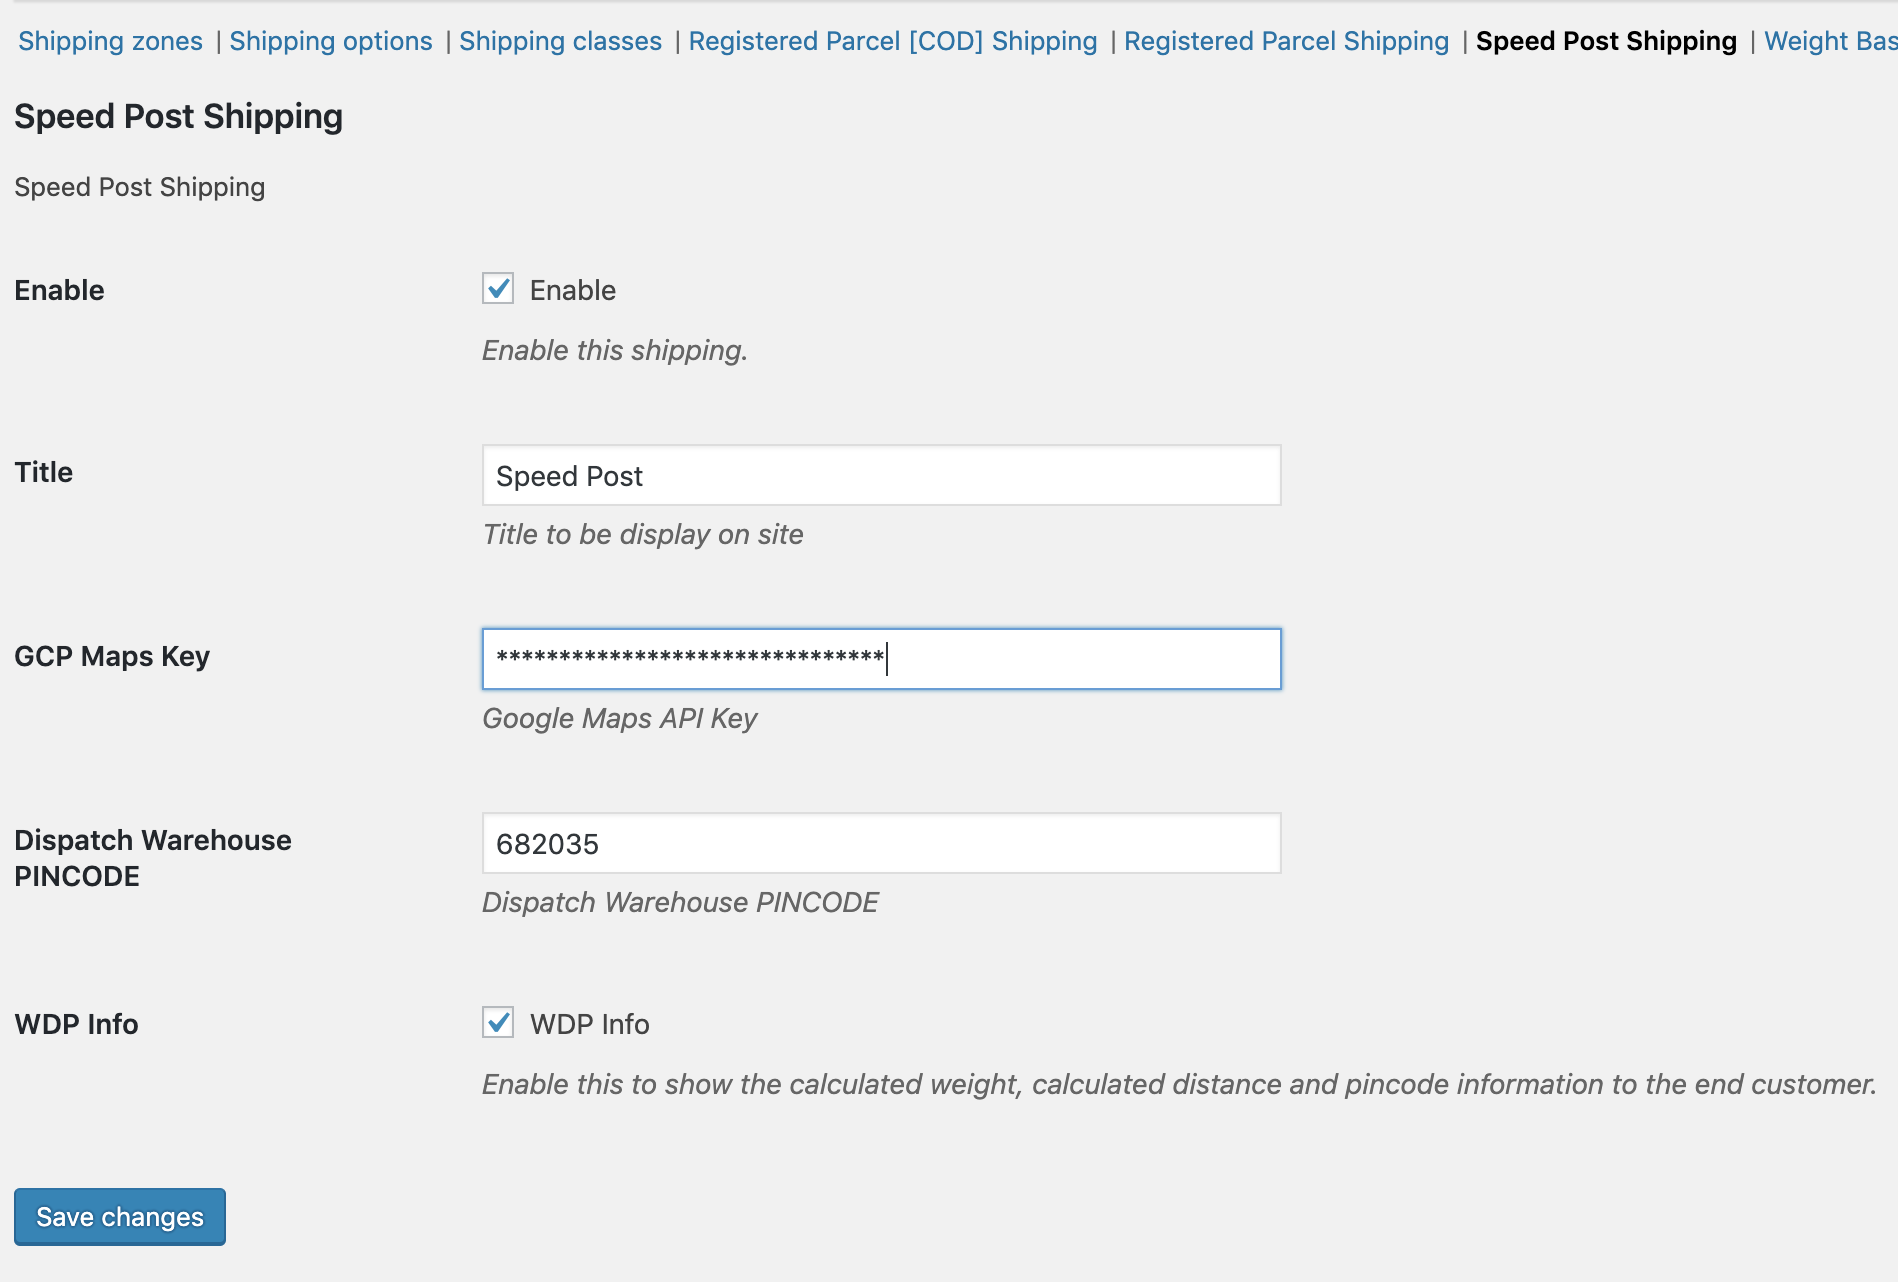 Shipping zones | Shipping options | Shipping classes | Registered Parcel [COD] Shipping | Registered Parcel Shipping | Speed Post Shipping | Weight Bas
Speed Post Shipping
Speed Post Shipping
Enable
Enable
Enable this shipping.
Title
Speed Post
Title to be display on site
GCP Maps Key
*******************************
Google Maps API Key
Dispatch Warehouse
PINCODE
682035
Dispatch Warehouse PINCODE
WDP Info
WDP Info
Enable this to show the calculated weight, calculated distance and pincode information to the end customer.
Save changes